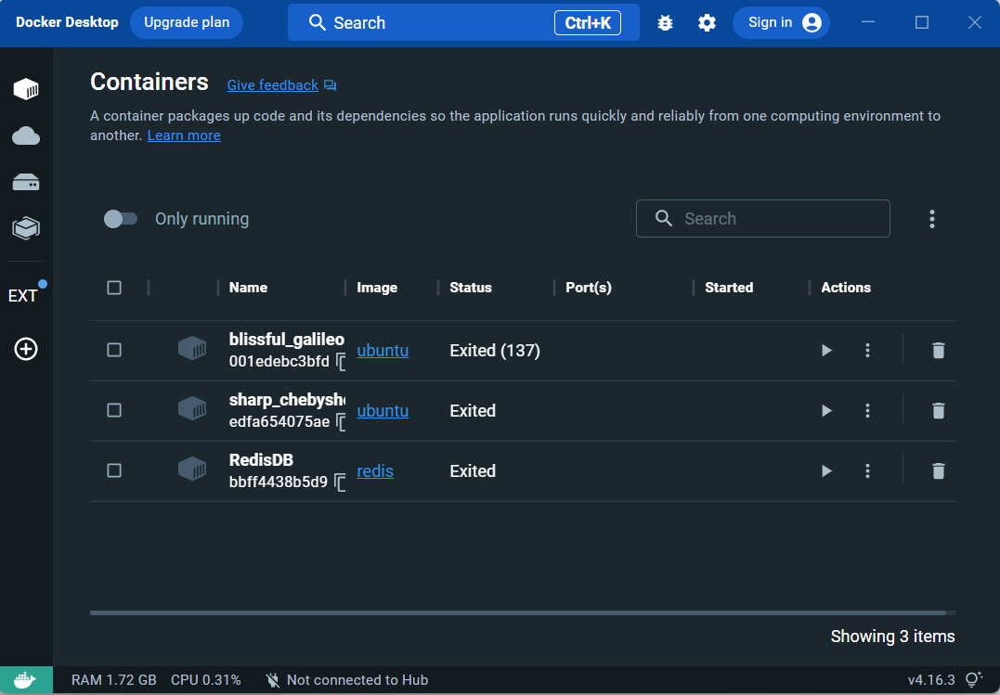 Docker Desktop Upgrade plan Search Ctrl+K Sign in
Containers Give feedback
A container packages up code and its dependencies so the application runs quickly and reliably from one computing environment to
another. Learn more
Only running Search
EXT
Name Image Status Port(s) Started Actions
blissful_galileo
001edebc3bfd ubuntu Exited (137)
sharp_chebysh
edfa654075ae ubuntu Exited
RedisDB
bbff4438b5d9 redis Exited
Showing 3 items
RAM 1.72 GB CPU 0.31% Not connected to Hub v4.16.3